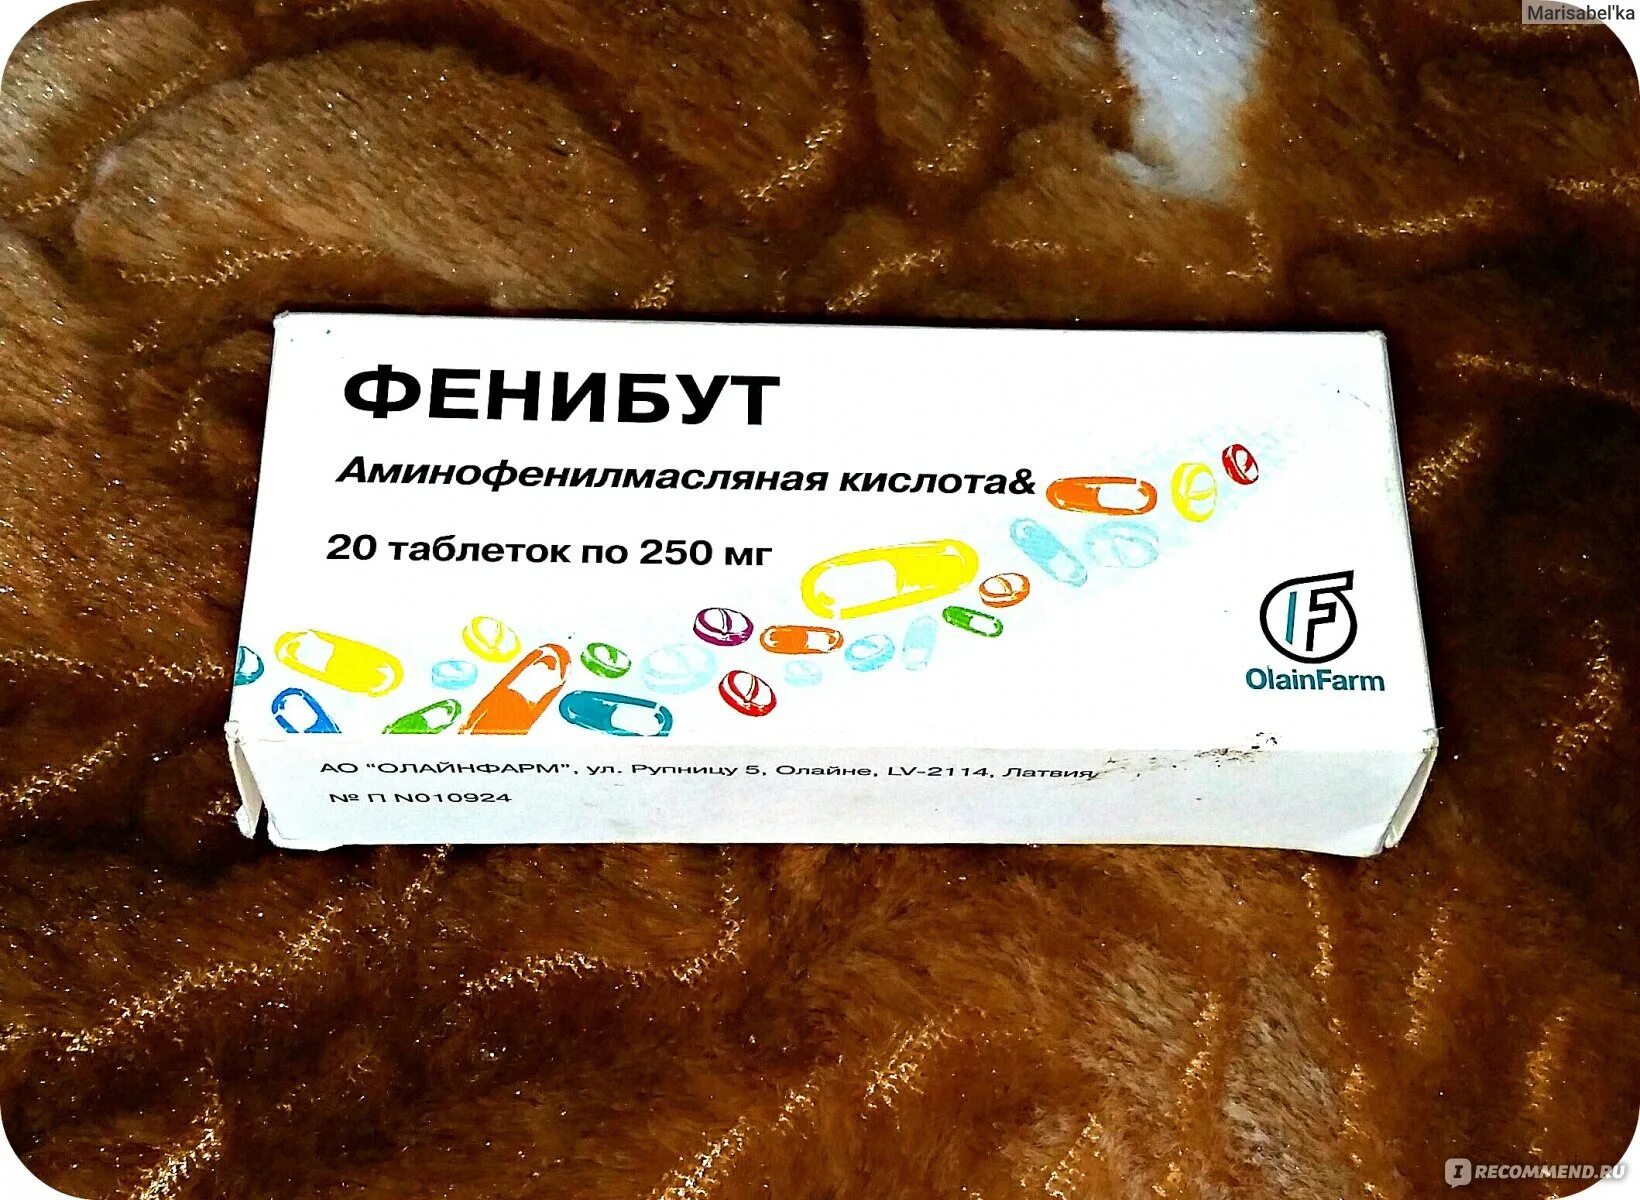 Marisabel'ka
ФЕНИБУТ
Аминофенилмасляная кислота&
20 таблеток по 250 мг
OlainFarm
АО "ОЛАЙНФАРМ", ул. Рупницу 5, Олайне, LV-2114, Латвия
№ П N010924
IRECOMMEND.RU